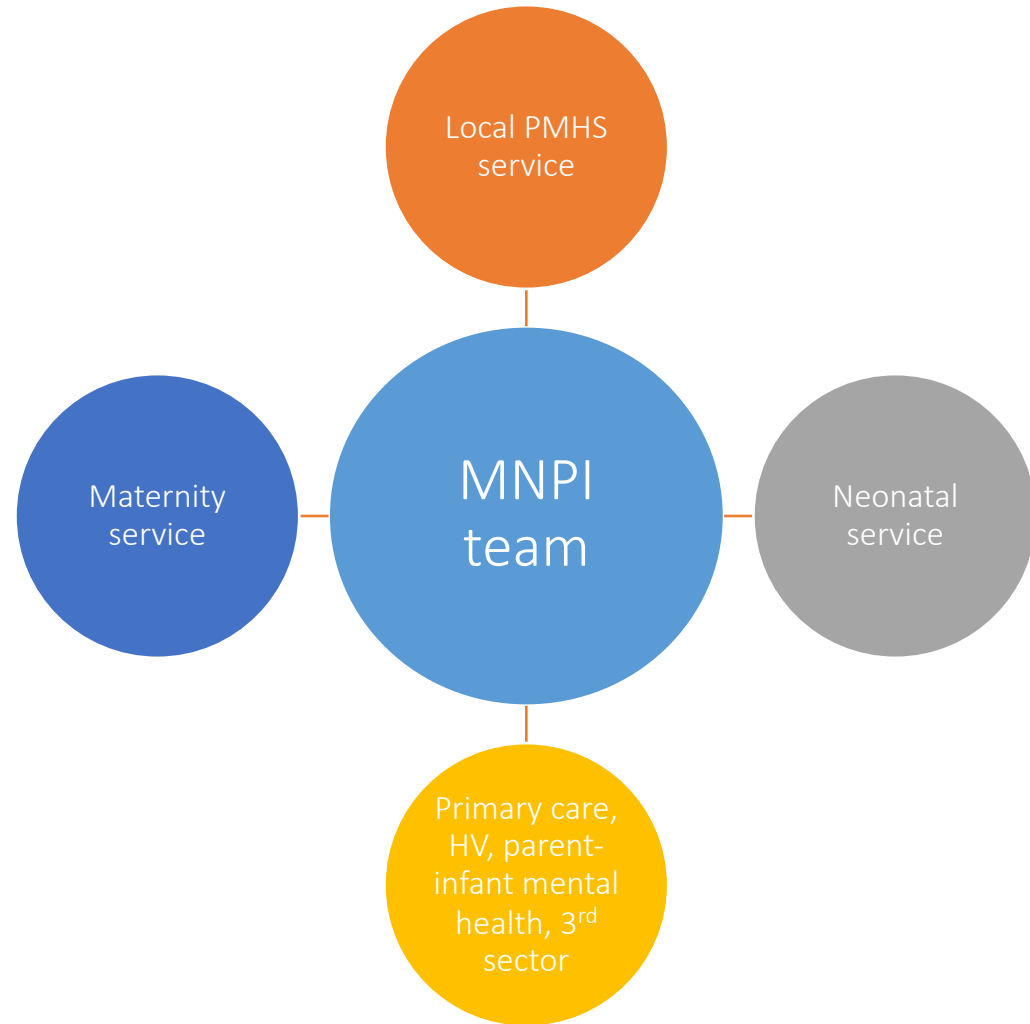 Local PMHS
service
Maternity
service
MNPI
team
Neonatal
service
Primary care,
HV, parent-
infant mental
health, 3rd
sector